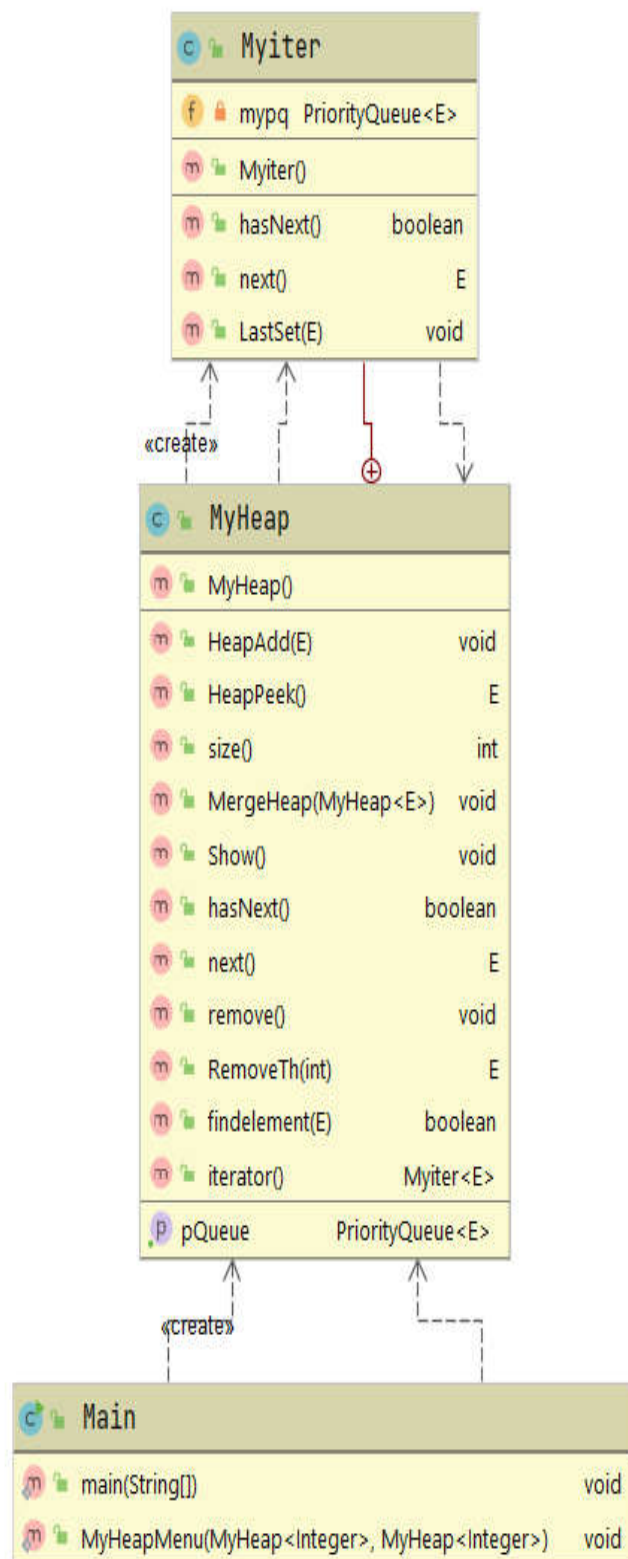 Myiter
mypq PriorityQueue<E>
Myiter()
hasNext() boolean
next() E
LastSet(E) void
«create»
MyHeap
MyHeap()
HeapAdd(E) void
HeapPeek() E
size() int
MergeHeap(MyHeap<E>) void
Show() void
hasNext() boolean
next() E
remove() void
RemoveTh(int) E
findelement(E) boolean
iterator() Myiter<E>
pQueue PriorityQueue<E>
«create»
Main
main(String[]) void
MyHeapMenu(MyHeap<Integer>, MyHeap<Integer>) void